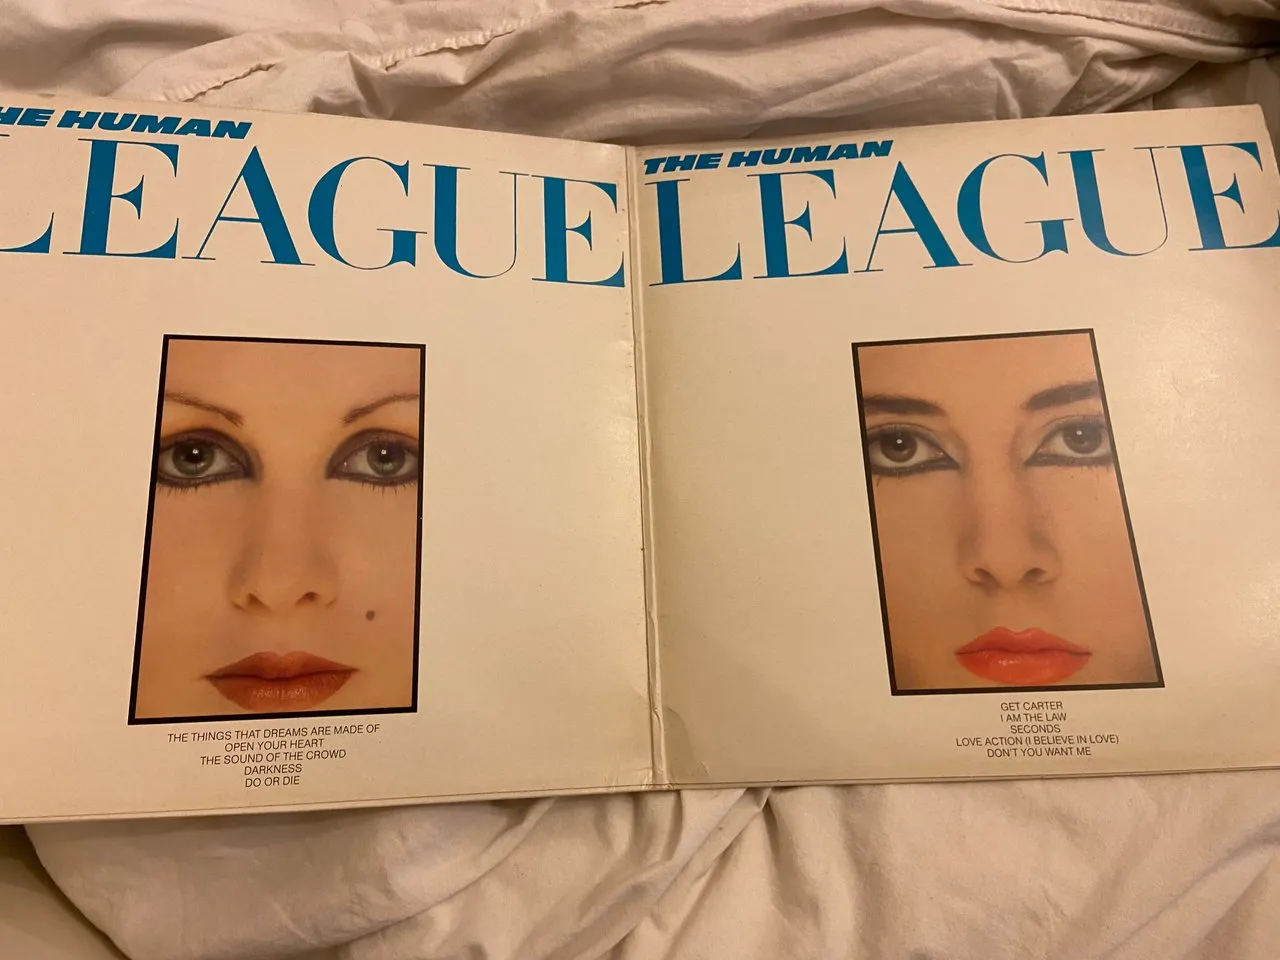 THE HUMAN
LEAGUE
THE THINGS THAT DREAMS ARE MADE OF
OPEN YOUR HEART
THE SOUND OF THE CROWD
DARKNESS
DO OR DIE
THE HUMAN
LEAGUE
GET CARTER
I AM THE LAW
SECONDS
LOVE ACTION (I BELIEVE IN LOVE)
DON'T YOU WANT ME